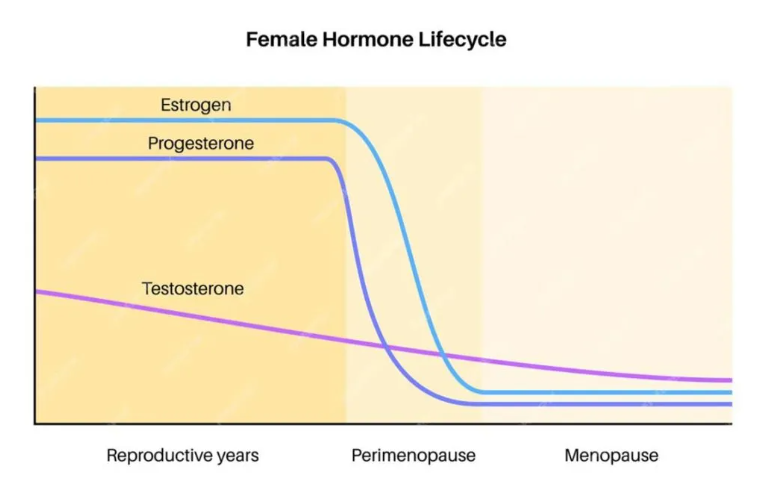 Female Hormone Lifecycle
Estrogen
Progesterone
Testosterone
Reproductive years
Perimenopause
Menopause